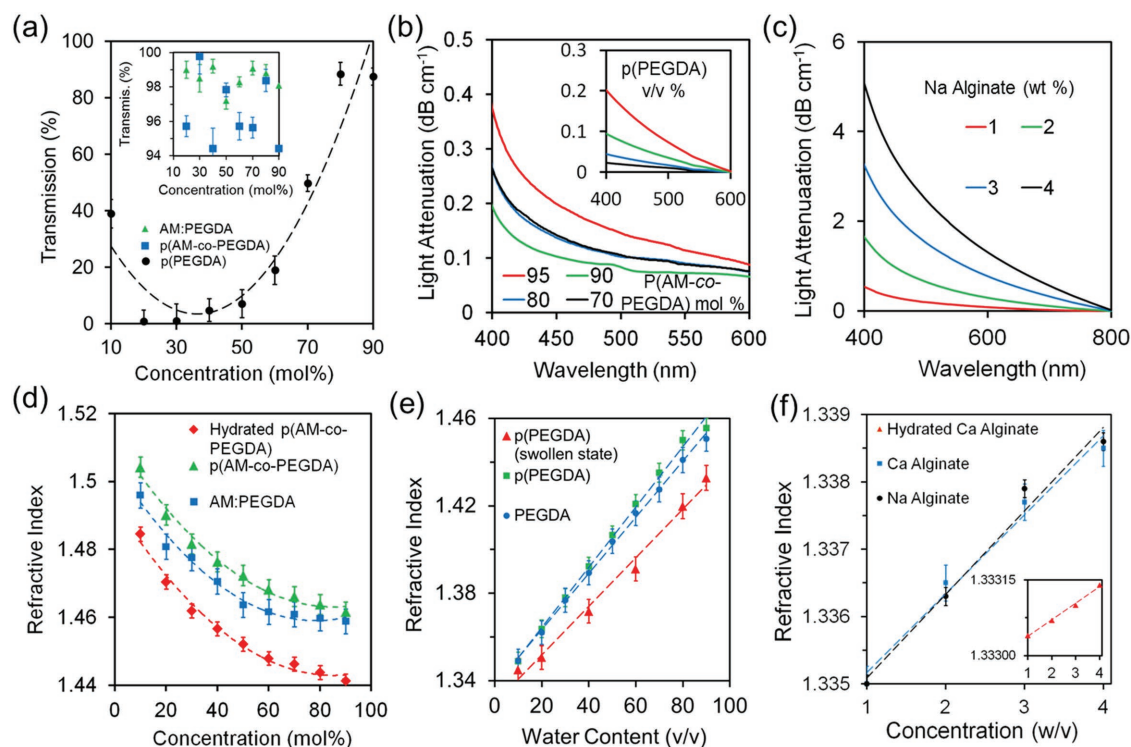 (a)
100
80
60
40
20
0
Transmission (%)
10 30 50 70 90
Concentration (mol%)
100
98
96
94
Transmis. (%)
10 30 50 70 90
Concentration (mol%)
AM:PEGDA
p(AM-co-PEGDA)
p(PEGDA)
(b)
0.5
0.4
0.3
0.2
0.1
0
Light Attenuation (dB cm⁻¹)
400 450 500 550 600
Wavelength (nm)
0.3
0.2
0.1
0
400 500 600
p(PEGDA)
v/v %
95 90
80 70
P(AM-co-
PEGDA) mol %
(c)
6
4
2
0
Light Attenuaation (dB cm⁻¹)
400 600 800
Wavelength (nm)
Na Alginate (wt %)
1 2
3 4
(d)
1.52
1.5
1.48
1.46
1.44
Refractive Index
0 20 40 60 80 100
Concentration (mol%)
Hydrated p(AM-co-
PEGDA)
p(AM-co-PEGDA)
AM:PEGDA
(e)
1.46
1.42
1.38
1.34
Refractive Index
0 20 40 60 80 100
Water Content (v/v)
p(PEGDA)
(swollen state)
p(PEGDA)
PEGDA
(f)
1.339
1.338
1.337
1.336
1.335
Refractive Index
1 2 3 4
Concentration (w/v)
Hydrated Ca Alginate
Ca Alginate
Na Alginate
1.33315
1.33300
1 2 3 4